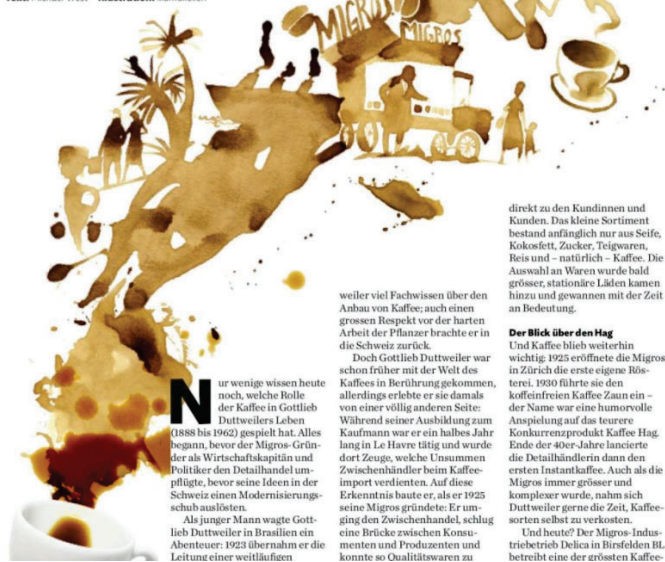 MIGROS
MIGROS
Nur wenige wissen heute
noch, welche Rolle
der Kaffee in Gottlieb
Duttweilers Leben
(1888 bis 1962) gespielt hat. Alles
begann, bevor der Migros-Grün-
der als Wirtschaftskapitän und
Politiker den Detailhandel um-
pflügte, bevor seine Ideen in der
Schweiz einen Modernisierungs-
schub auslösten.
Als junger Mann wagte Gott-
lieb Duttweiler in Brasilien ein
Abenteuer: 1923 übernahm er die
Leitung einer weitläufigen
weiler viel Fachwissen über den
Anbau von Kaffee; auch einen
grossen Respekt vor der harten
Arbeit der Pflanzer brachte er in
die Schweiz zurück.
Doch Gottlieb Duttweiler war
schon früher mit der Welt des
Kaffees in Berührung gekommen,
allerdings erlebte er sie damals
von einer völlig anderen Seite:
Während seiner Ausbildung zum
Kaufmann war er ein halbes Jahr
lang in Le Havre tätig und wurde
dort Zeuge, welche Unsummen
Zwischenhändler beim Kaffee-
import verdienten. Auf diese
Erkenntnis baute er, als er 1925
seine Migros gründete: Er um-
ging den Zwischenhandel, schlug
eine Brücke zwischen Konsu-
menten und Produzenten und
konnte so Qualitätswaren zu
direkt zu den Kundinnen und
Kunden. Das kleine Sortiment
bestand anfänglich nur aus Seife,
Kokosfett, Zucker, Teigwaren,
Reis und – natürlich – Kaffee. Die
Auswahl an Waren wurde bald
grösser, stationäre Läden kamen
hinzu und gewannen mit der Zeit
an Bedeutung.
Der Blick über den Hag
Und Kaffee blieb weiterhin
wichtig: 1925 eröffnete die Migros
in Zürich die erste eigene Rös-
terei. 1930 führte sie den
koffeinfreien Kaffee Zaun ein –
der Name war eine humorvolle
Anspielung auf das teurere
Konkurrenzprodukt Kaffee Hag.
Ende der 40er-Jahre lancierte
die Detailhändlerin dann den
ersten Instantkaffee. Auch als die
Migros immer grösser und
komplexer wurde, nahm sich
Duttweiler gerne die Zeit, Kaffee-
sorten selbst zu verkosten.
Und heute? Der Migros-Indus-
triebetrieb Delica in Birsfelden BL
betreibt eine der grössten Kaffee-